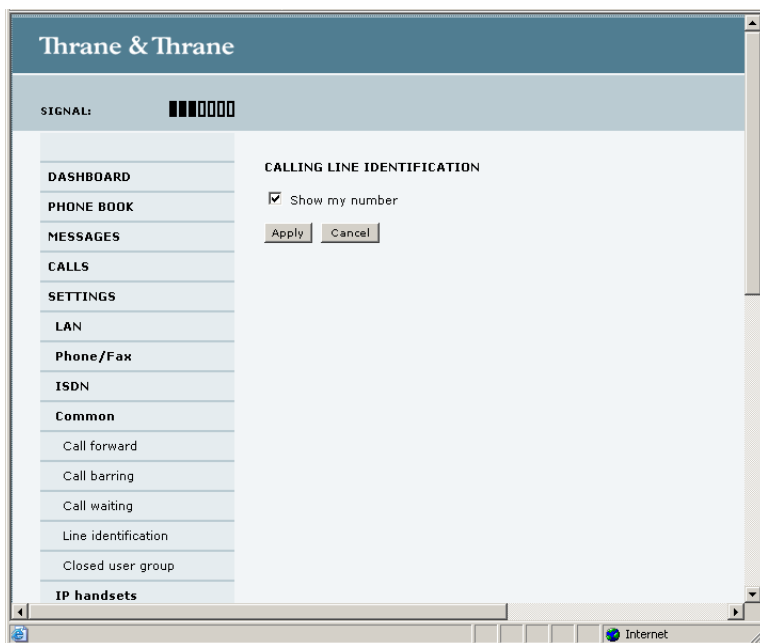 Thrane & Thrane
SIGNAL:
DASHBOARD
PHONE BOOK
MESSAGES
CALLS
SETTINGS
LAN
Phone/Fax
ISDN
Common
Call forward
Call barring
Call waiting
Line identification
Closed user group
IP handsets
CALLING LINE IDENTIFICATION
Show my number
Apply Cancel
Internet